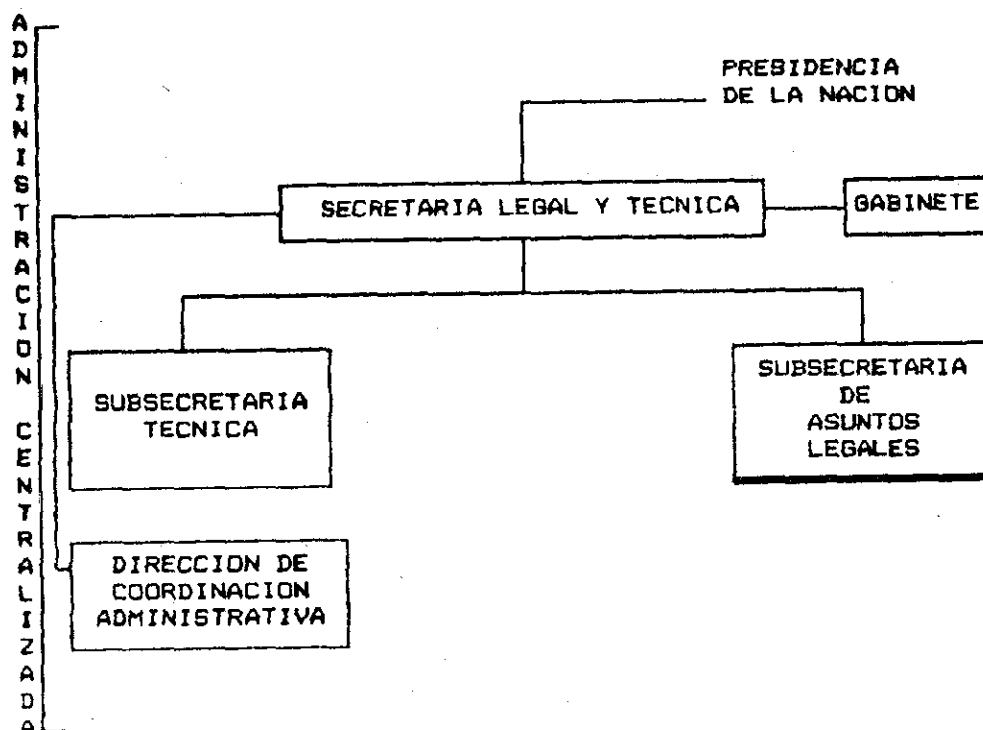 ADMINISTRACION CENTRALIZADA
PRESIDENCIA
DE LA NACION
SECRETARIA LEGAL Y TECNICA
GABINETE
SUBSECRETARIA
TECNICA
SUBSECRETARIA
DE
ASUNTOS
LEGALES
DIRECCION DE
COORDINACION
ADMINISTRATIVA